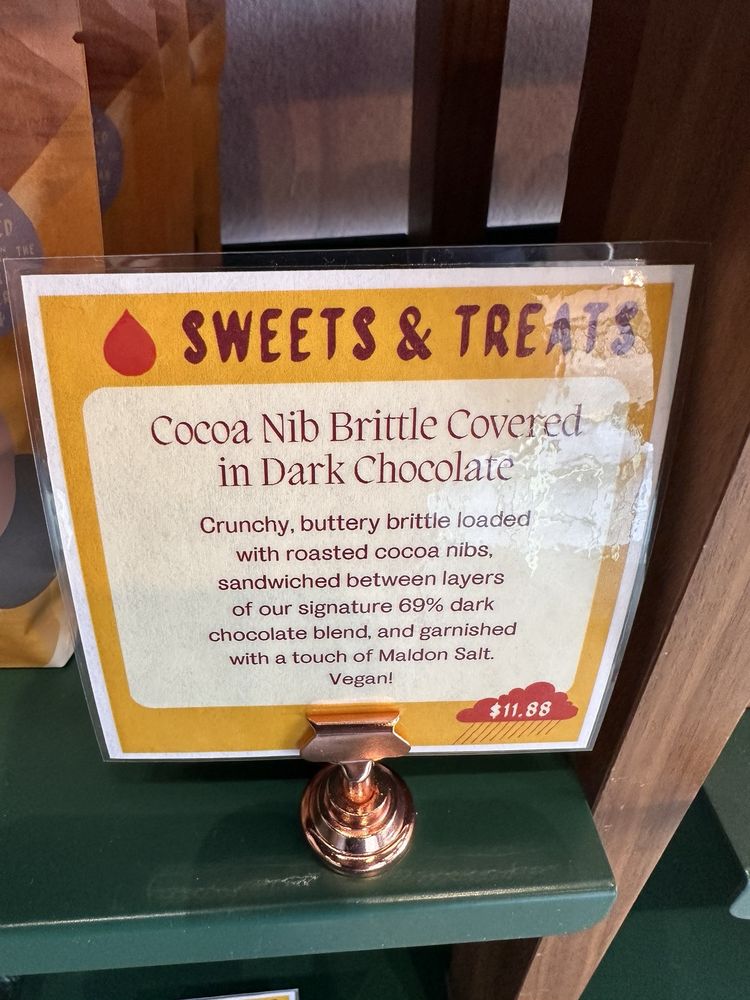 SWEETS & TREATS
Cocoa Nib Brittle Covered
in Dark Chocolate
Crunchy, buttery brittle loaded
with roasted cocoa nibs,
sandwiched between layers
of our signature 69% dark
chocolate blend, and garnished
with a touch of Maldon Salt.
Vegan!
$11.88
THE